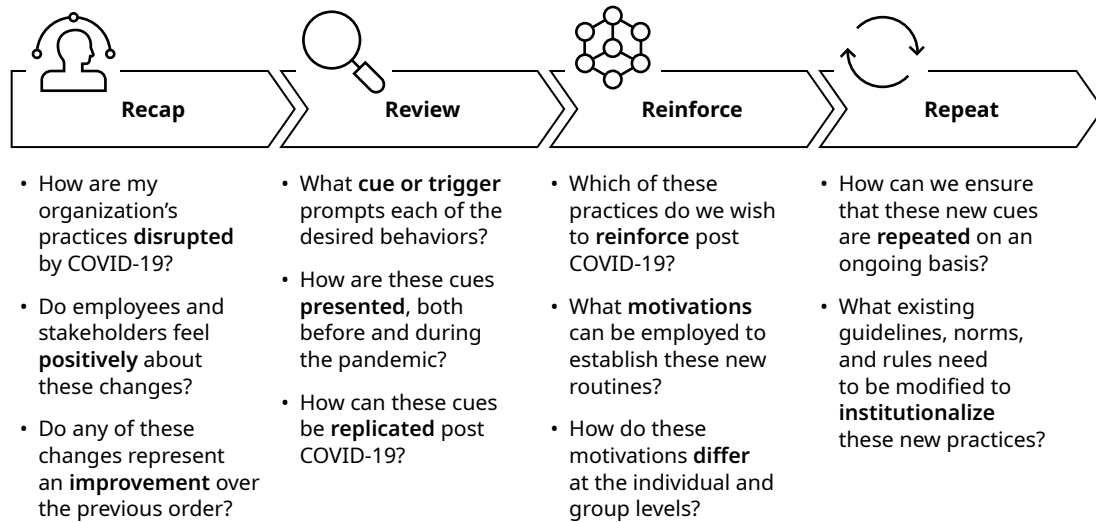 Recap
Review
Reinforce
Repeat
• How are my
organization’s
practices disrupted
by COVID-19?
• Do employees and
stakeholders feel
positively about
these changes?
• Do any of these
changes represent
an improvement over
the previous order?
• What cue or trigger
prompts each of the
desired behaviors?
• How are these cues
presented, both
before and during
the pandemic?
• How can these cues
be replicated post
COVID-19?
• Which of these
practices do we wish
to reinforce post
COVID-19?
• What motivations
can be employed to
establish these new
routines?
• How do these
motivations differ
at the individual and
group levels?
• How can we ensure
that these new cues
are repeated on an
ongoing basis?
• What existing
guidelines, norms,
and rules need
to be modified to
institutionalize
these new practices?